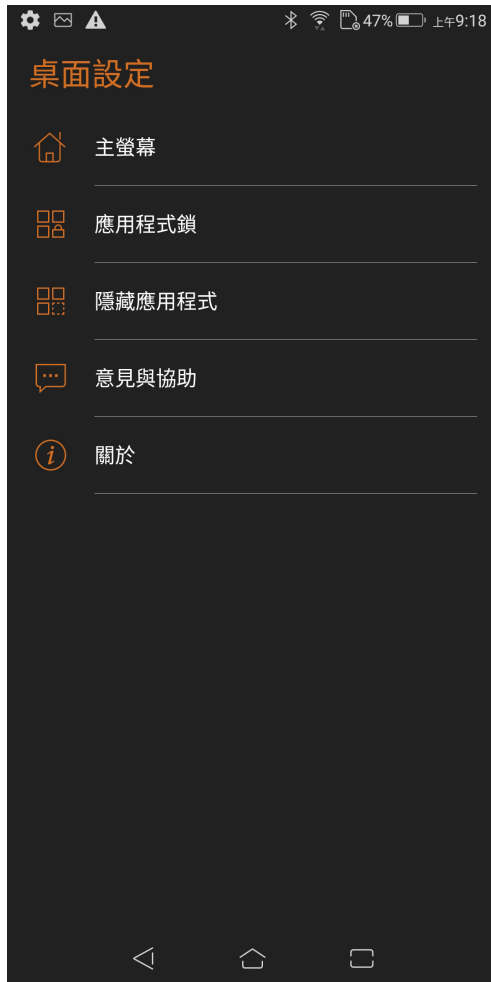 47% 上午9:18
桌面設定
主螢幕
應用程式鎖
隱藏應用程式
意見與協助
關於